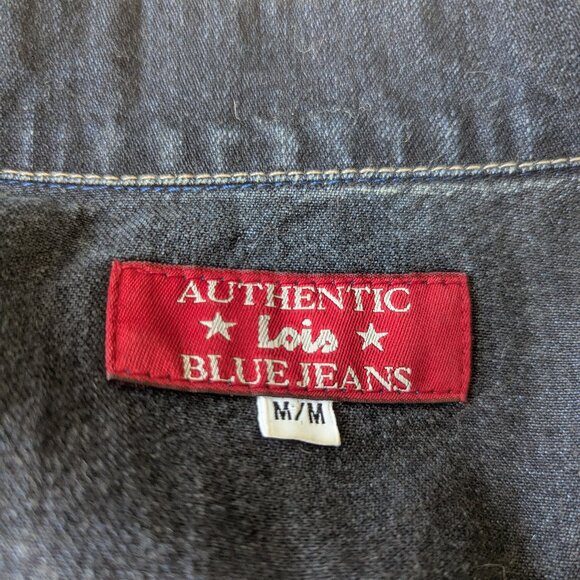 AUTHENTIC
★ Lois ★
BLUE JEANS
M/M